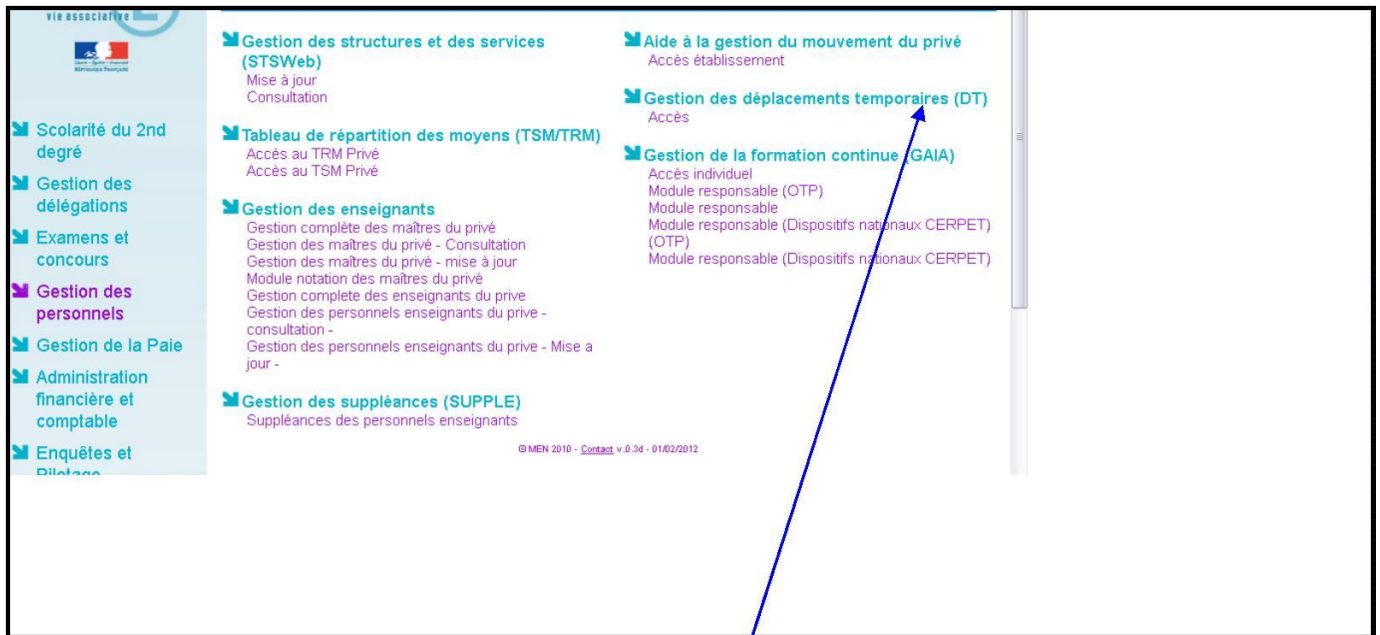 vie associative
Liberté • Égalité • Fraternité
RÉPUBLIQUE FRANÇAISE
Scolarité du 2nd
degré
Gestion des
délégations
Examens et
concours
Gestion des
personnels
Gestion de la Paie
Administration
financière et
comptable
Enquêtes et
Pilotage
Gestion des structures et des services
(STSWeb)
Mise à jour
Consultation
Tableau de répartition des moyens (TSM/TRM)
Accès au TRM Privé
Accès au TSM Privé
Gestion des enseignants
Gestion complète des maîtres du privé
Gestion des maîtres du privé - Consultation
Gestion des maîtres du privé - mise à jour
Module notation des maîtres du privé
Gestion complete des enseignants du prive
Gestion des personnels enseignants du prive -
consultation -
Gestion des personnels enseignants du prive - Mise a
jour -
Gestion des suppléances (SUPPLE)
Suppléances des personnels enseignants
Aide à la gestion du mouvement du privé
Accès établissement
Gestion des déplacements temporaires (DT)
Accès
Gestion de la formation continue (GAIA)
Accès individuel
Module responsable (OTP)
Module responsable
Module responsable (Dispositifs nationaux CERPET)
(OTP)
Module responsable (Dispositifs nationaux CERPET)
© MEN 2010 - Contact v.0.3d - 01/02/2012